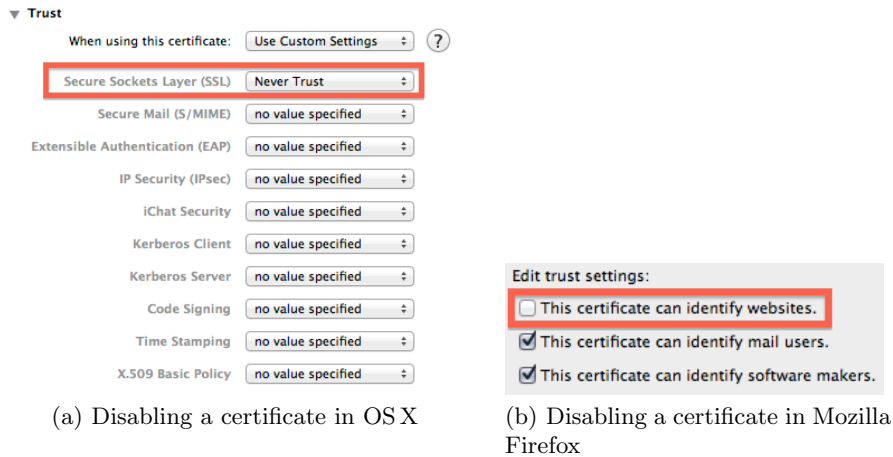 Trust
When using this certificate: Use Custom Settings ?
Secure Sockets Layer (SSL) Never Trust
Secure Mail (S/MIME) no value specified
Extensible Authentication (EAP) no value specified
IP Security (IPsec) no value specified
iChat Security no value specified
Kerberos Client no value specified
Kerberos Server no value specified
Code Signing no value specified
Time Stamping no value specified
X.509 Basic Policy no value specified
(a) Disabling a certificate in OS X
Edit trust settings:
This certificate can identify websites.
This certificate can identify mail users.
This certificate can identify software makers.
(b) Disabling a certificate in Mozilla
Firefox